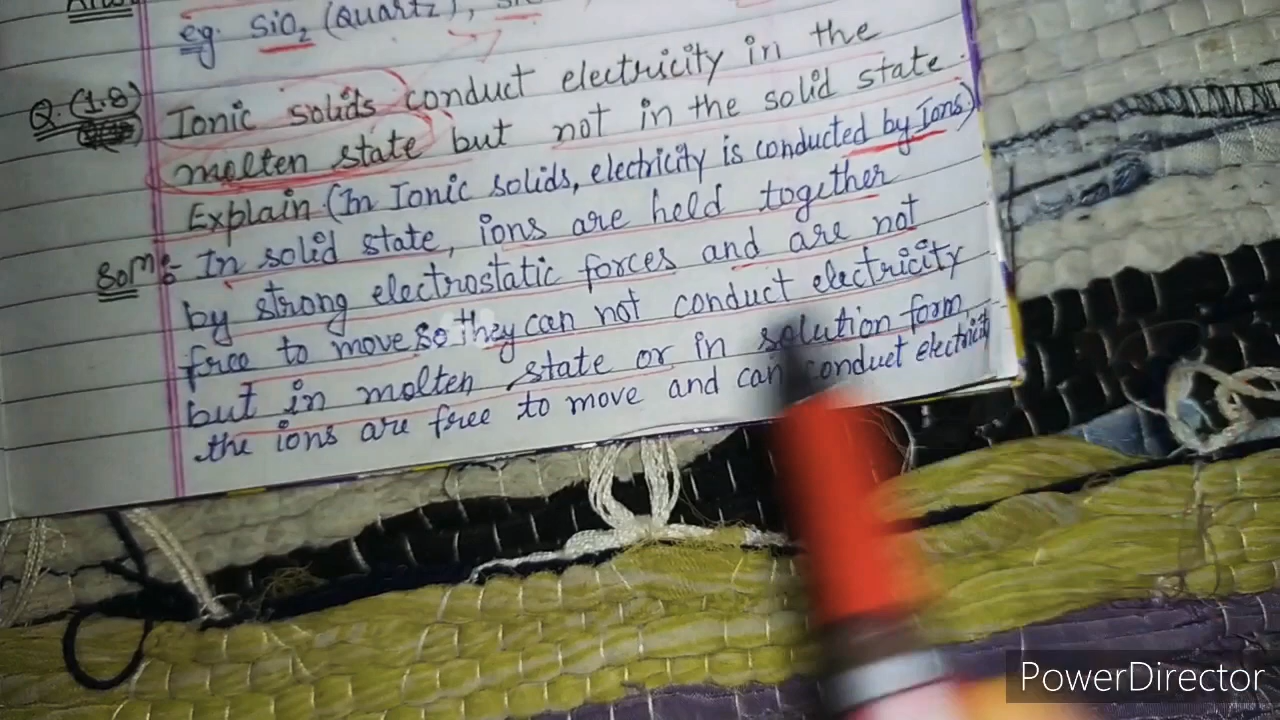 eg. SiO₂ (Quartz),
Q.(1.8) Ionic solids conduct electricity in the
molten state but not in the solid state.
Explain. (In Ionic solids, electricity is conducted by Ions)
Som:- In solid state, ions are held together
by strong electrostatic forces and are not
free to move so they can not conduct electricity
but in molten state or in solution form,
the ions are free to move and can conduct electricity
PowerDirector